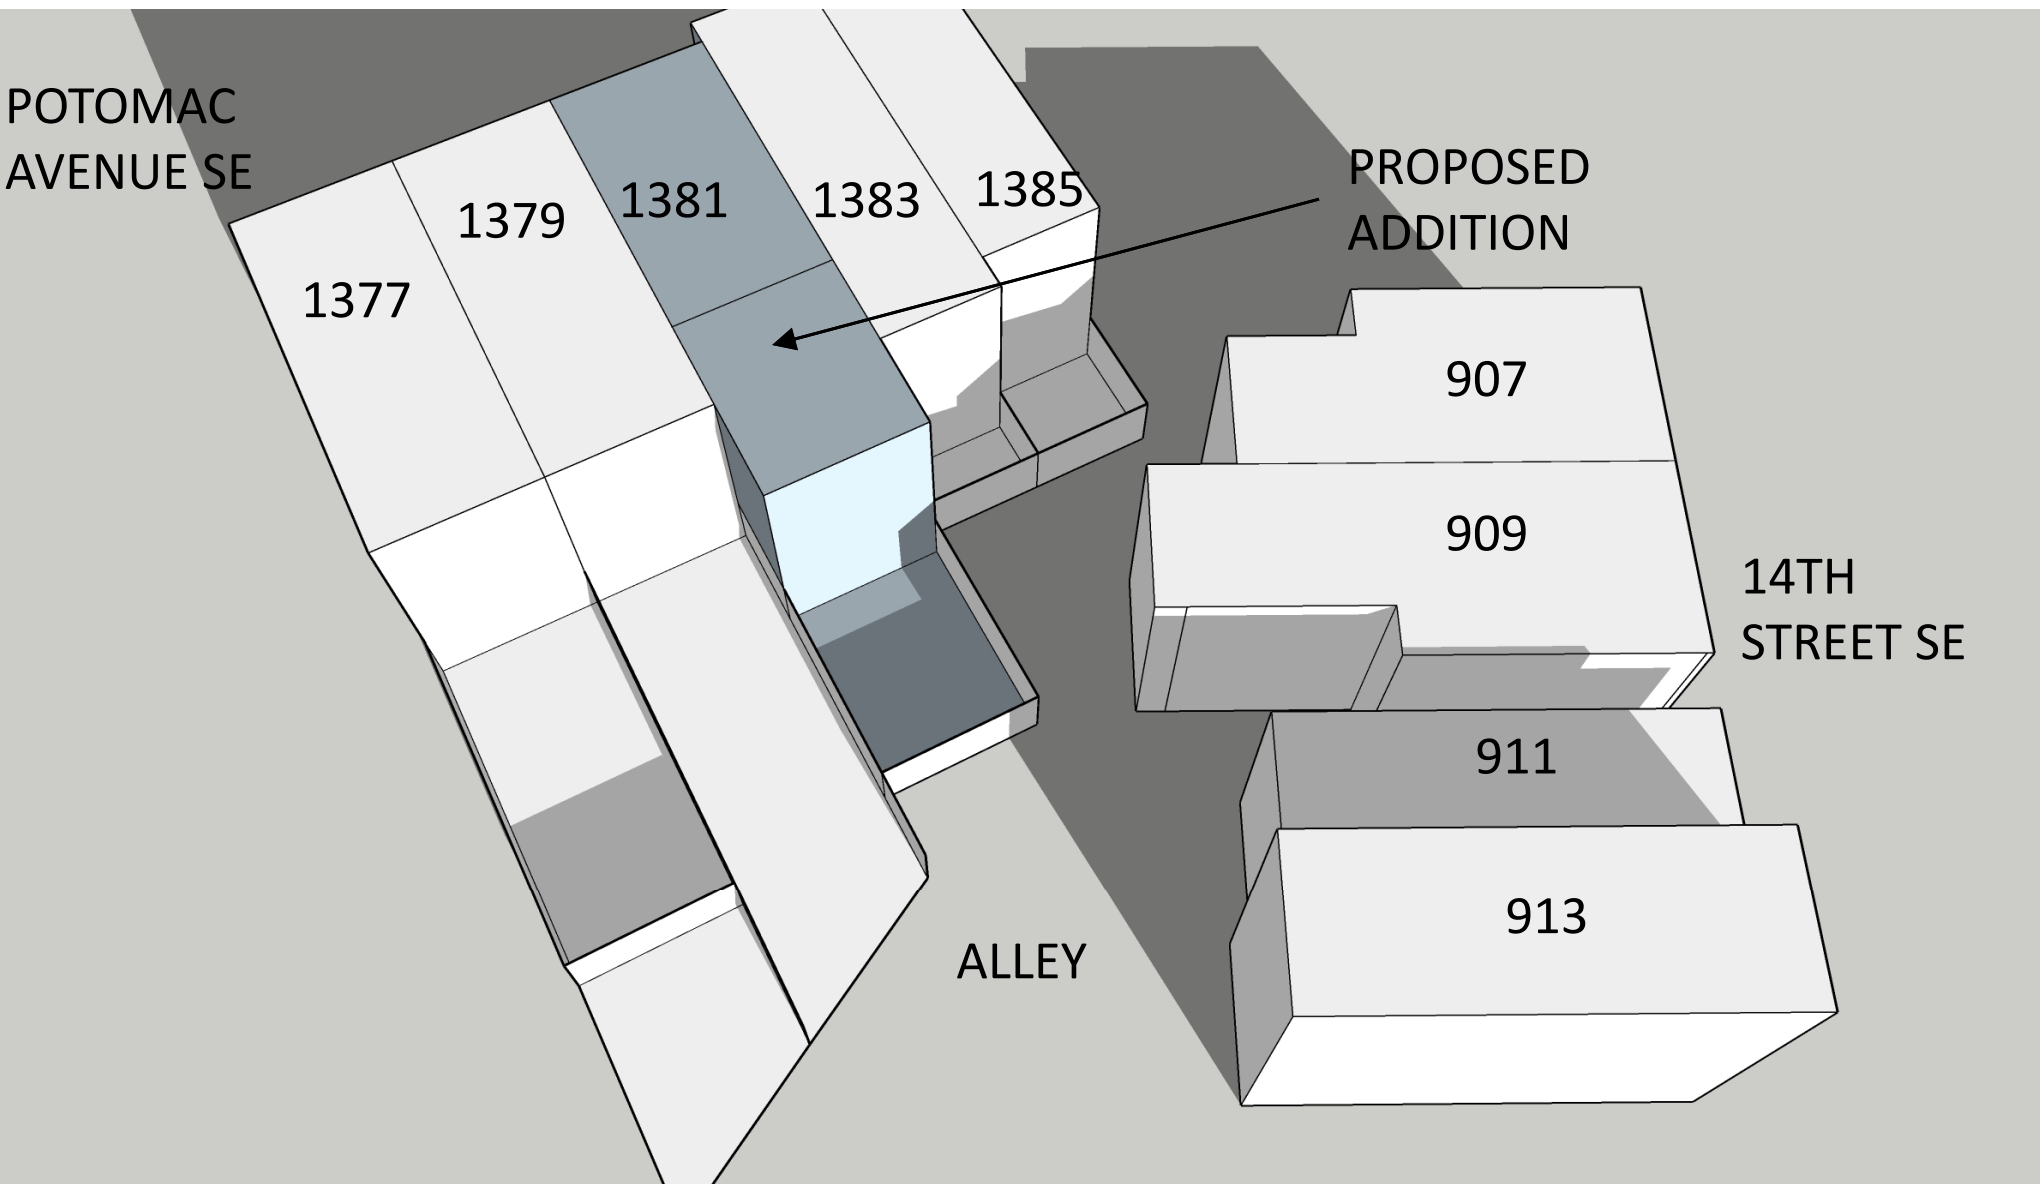 POTOMAC
AVENUE SE
1377
1379
1381
1383
1385
PROPOSED
ADDITION
907
909
911
913
14TH
STREET SE
ALLEY